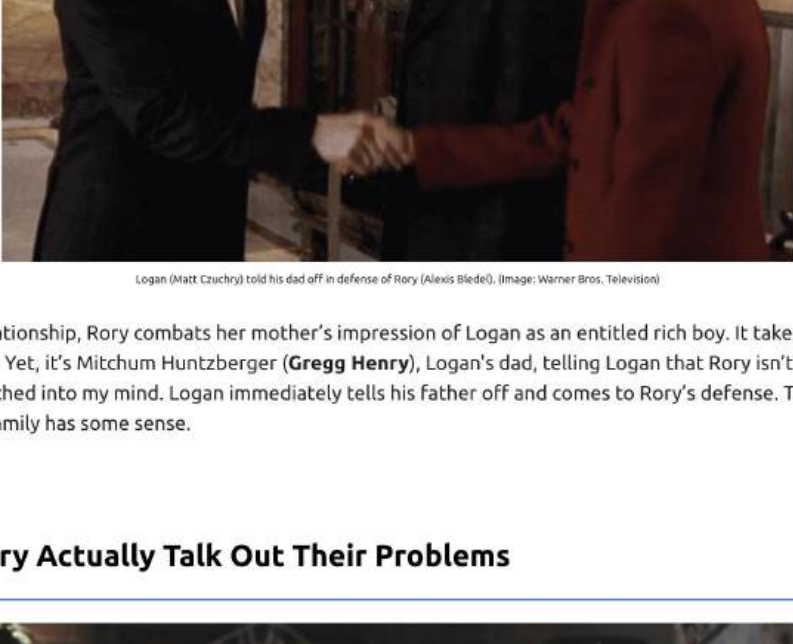 Logan (Matt Czuchry) told his dad off in defense of Rory (Alexis Bledel). (Image: Warner Bros. Television)
ationship, Rory combats her mother's impression of Logan as an entitled rich boy. It take
Yet, it's Mitchum Huntzberger (Gregg Henry), Logan's dad, telling Logan that Rory isn't
ched into my mind. Logan immediately tells his father off and comes to Rory's defense. T
amily has some sense.
ry Actually Talk Out Their Problems